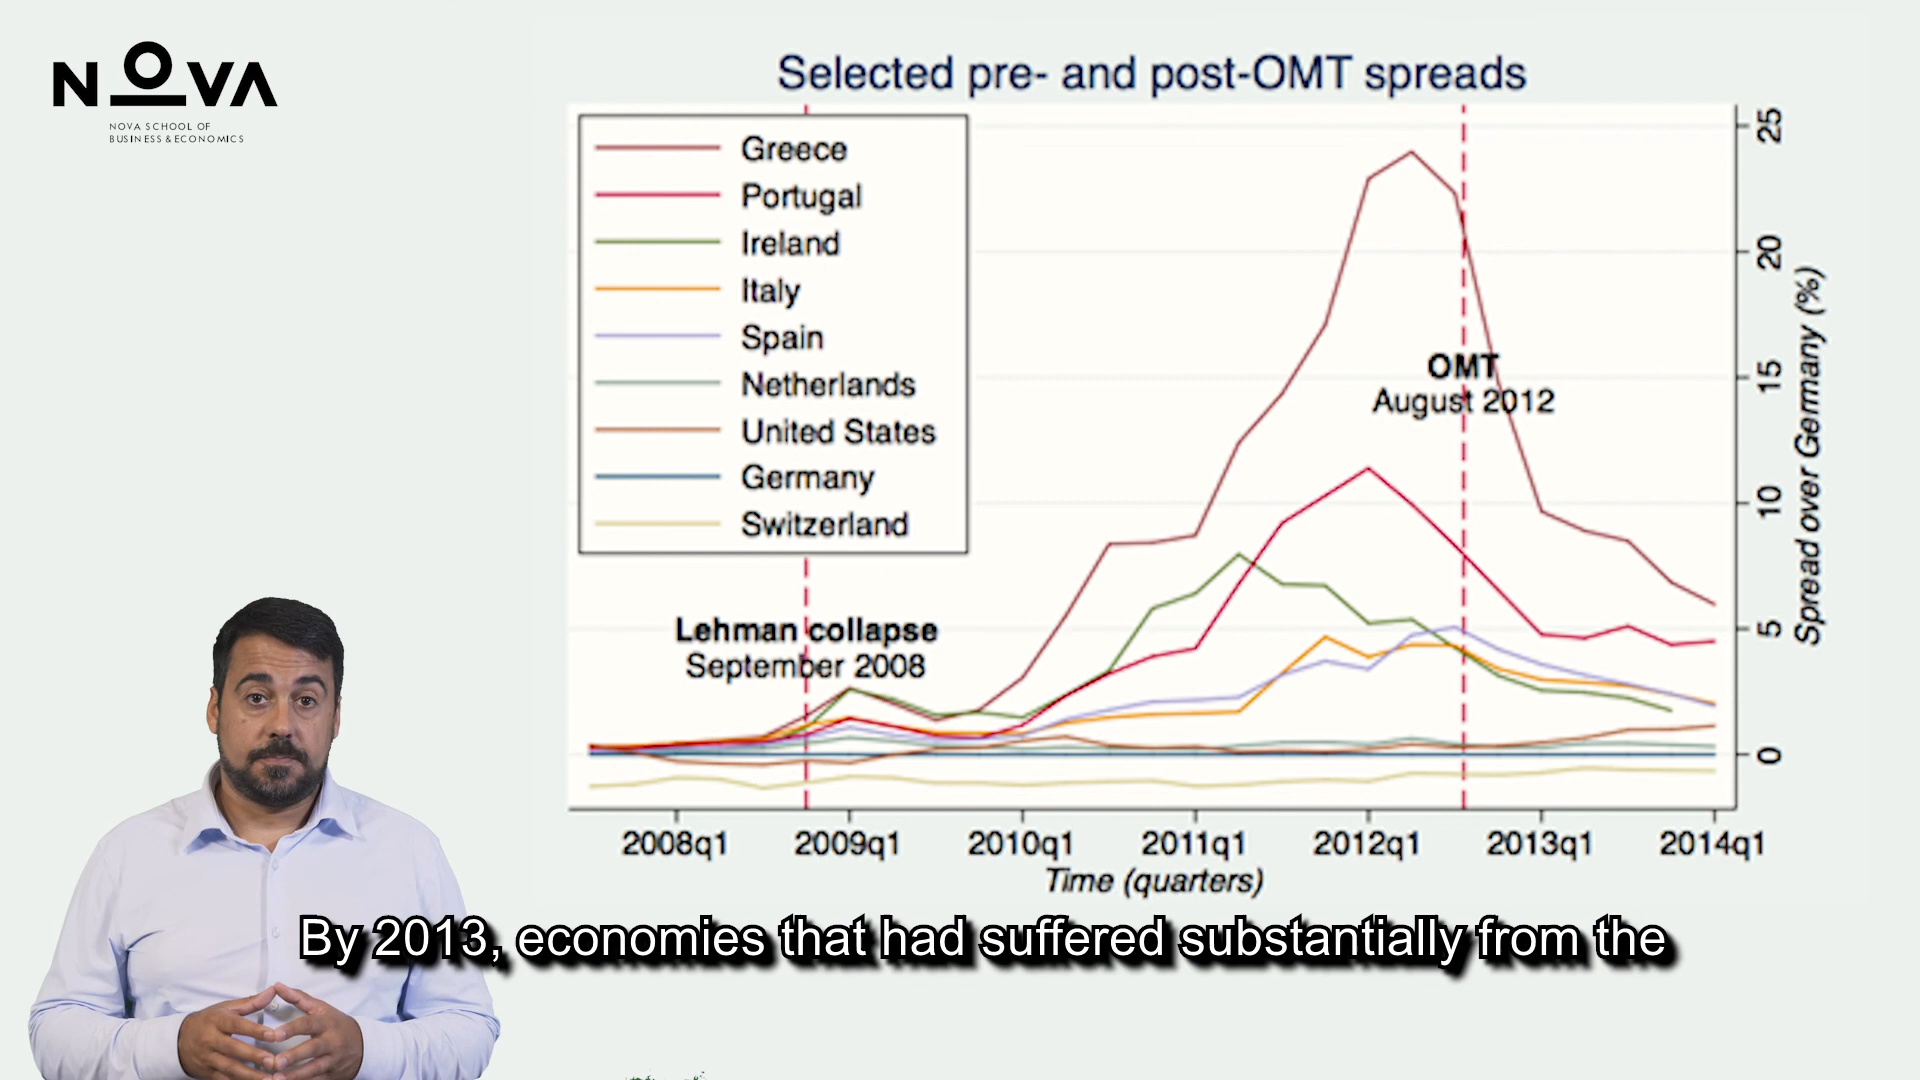 NOVA
NOVA SCHOOL OF
BUSINESS & ECONOMICS
Selected pre- and post-OMT spreads
Greece
Portugal
Ireland
Italy
Spain
Netherlands
United States
Germany
Switzerland
Lehman collapse
September 2008
OMT
August 2012
25
20
15
10
5
0
Spread over Germany (%)
2008q1 2009q1 2010q1 2011q1 2012q1 2013q1 2014q1
Time (quarters)
By 2013, economies that had suffered substantially from the